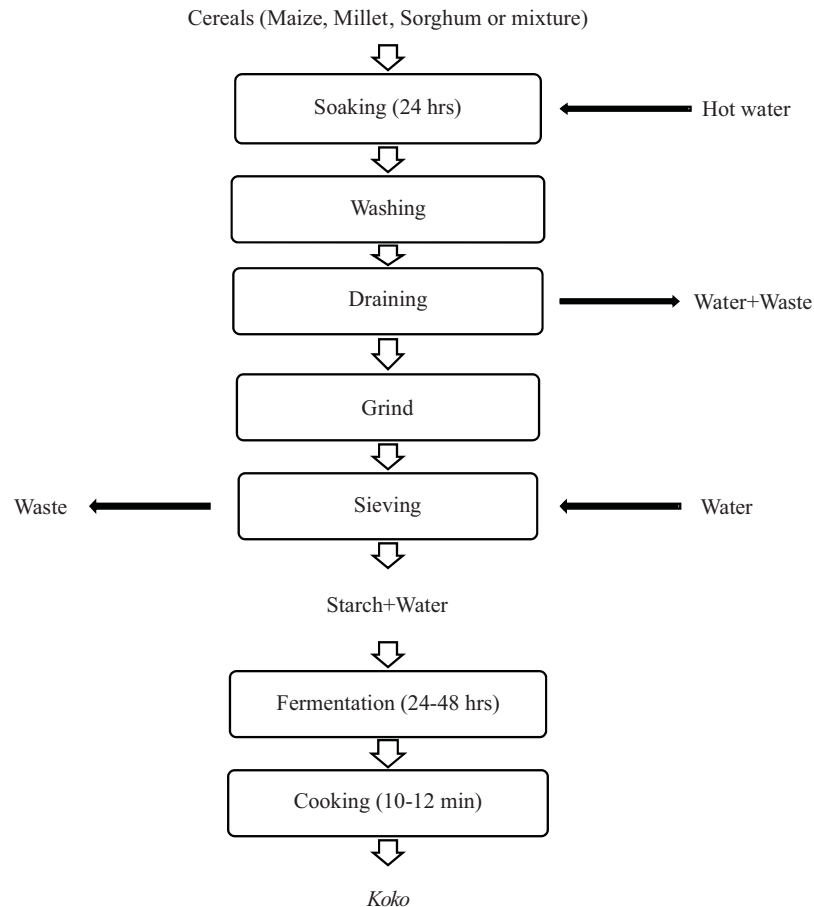 Cereals (Maize, Millet, Sorghum or mixture)
Soaking (24 hrs)
Hot water
Washing
Draining
Water+Waste
Grind
Waste
Sieving
Water
Starch+Water
Fermentation (24-48 hrs)
Cooking (10-12 min)
Koko